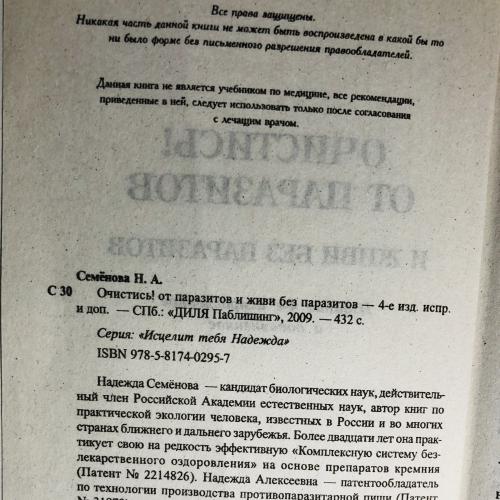 Все права защищены.
Никакая часть данной книги не может быть воспроизведена в какой бы то
ни было форме без письменного разрешения правообладателей.
Данная книга не является учебником по медицине, все рекомендации,
приведенные в ней, следует использовать только после согласования
с лечащим врачом.
ОЧИСТИСЬ!
ОТ ПАРАЗИТОВ
И ЖИВИ БЕЗ ПАРАЗИТОВ
Семёнова Н. А.
С 30 Очистись! от паразитов и живи без паразитов — 4-е изд. испр.
и доп. — СПб.: «ДИЛЯ Паблишинг», 2009. — 432 с.
Серия: «Исцелит тебя Надежда»
ISBN 978-5-8174-0295-7
Надежда Семёнова — кандидат биологических наук, действитель-
ный член Российской Академии естественных наук, автор книг по
практической экологии человека, известных в России и во многих
странах ближнего и дальнего зарубежья. Более двадцати лет она прак-
тикует свою на редкость эффективную «Комплексную систему без-
лекарственного оздоровления» на основе препаратов кремния
(Патент № 2214826). Надежда Алексеевна — патентообладатель
по технологии производства противопаразитарной пищи (Патент